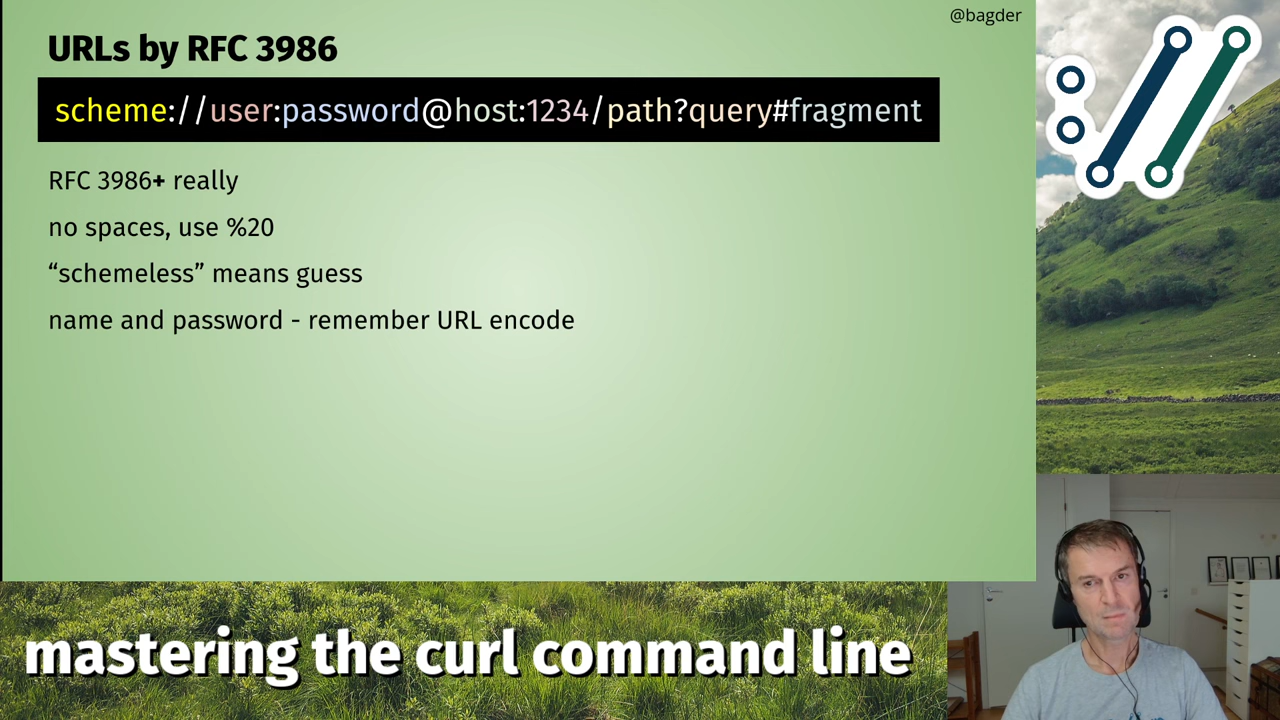 @bagder
URLs by RFC 3986
scheme://user:password@host:1234/path?query#fragment
RFC 3986+ really
no spaces, use %20
“schemeless” means guess
name and password - remember URL encode
mastering the curl command line